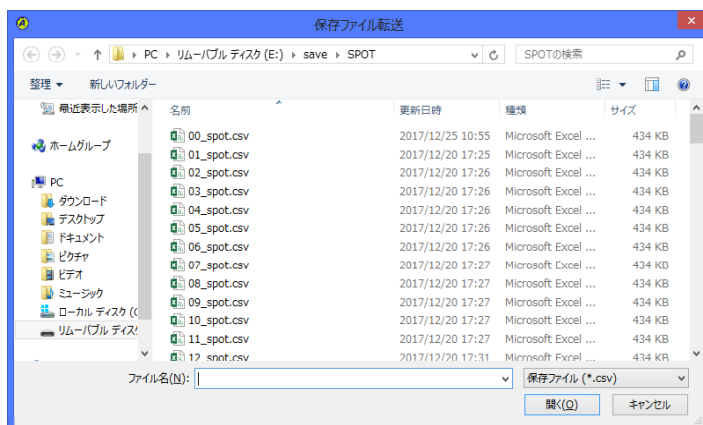 保存ファイル転送
PC ▸ リムーバブル ディスク (E:) ▸ save ▸ SPOT
SPOTの検索
整理 ▼ 新しいフォルダー
最近表示した場所
ホームグループ
PC
ダウンロード
デスクトップ
ドキュメント
ピクチャ
ビデオ
ミュージック
ローカル ディスク (C
リムーバブル ディス
名前 更新日時 種類 サイズ
00_spot.csv 2017/12/25 10:55 Microsoft Excel ... 434 KB
01_spot.csv 2017/12/20 17:25 Microsoft Excel ... 434 KB
02_spot.csv 2017/12/20 17:26 Microsoft Excel ... 434 KB
03_spot.csv 2017/12/20 17:26 Microsoft Excel ... 434 KB
04_spot.csv 2017/12/20 17:26 Microsoft Excel ... 434 KB
05_spot.csv 2017/12/20 17:26 Microsoft Excel ... 434 KB
06_spot.csv 2017/12/20 17:26 Microsoft Excel ... 434 KB
07_spot.csv 2017/12/20 17:27 Microsoft Excel ... 434 KB
08_spot.csv 2017/12/20 17:27 Microsoft Excel ... 434 KB
09_spot.csv 2017/12/20 17:27 Microsoft Excel ... 434 KB
10_spot.csv 2017/12/20 17:27 Microsoft Excel ... 434 KB
11_spot.csv 2017/12/20 17:27 Microsoft Excel ... 434 KB
12_spot.csv 2017/12/20 17:31 Microsoft Excel ... 434 KB
ファイル名(N):
保存ファイル (*.csv)
開く(O) キャンセル